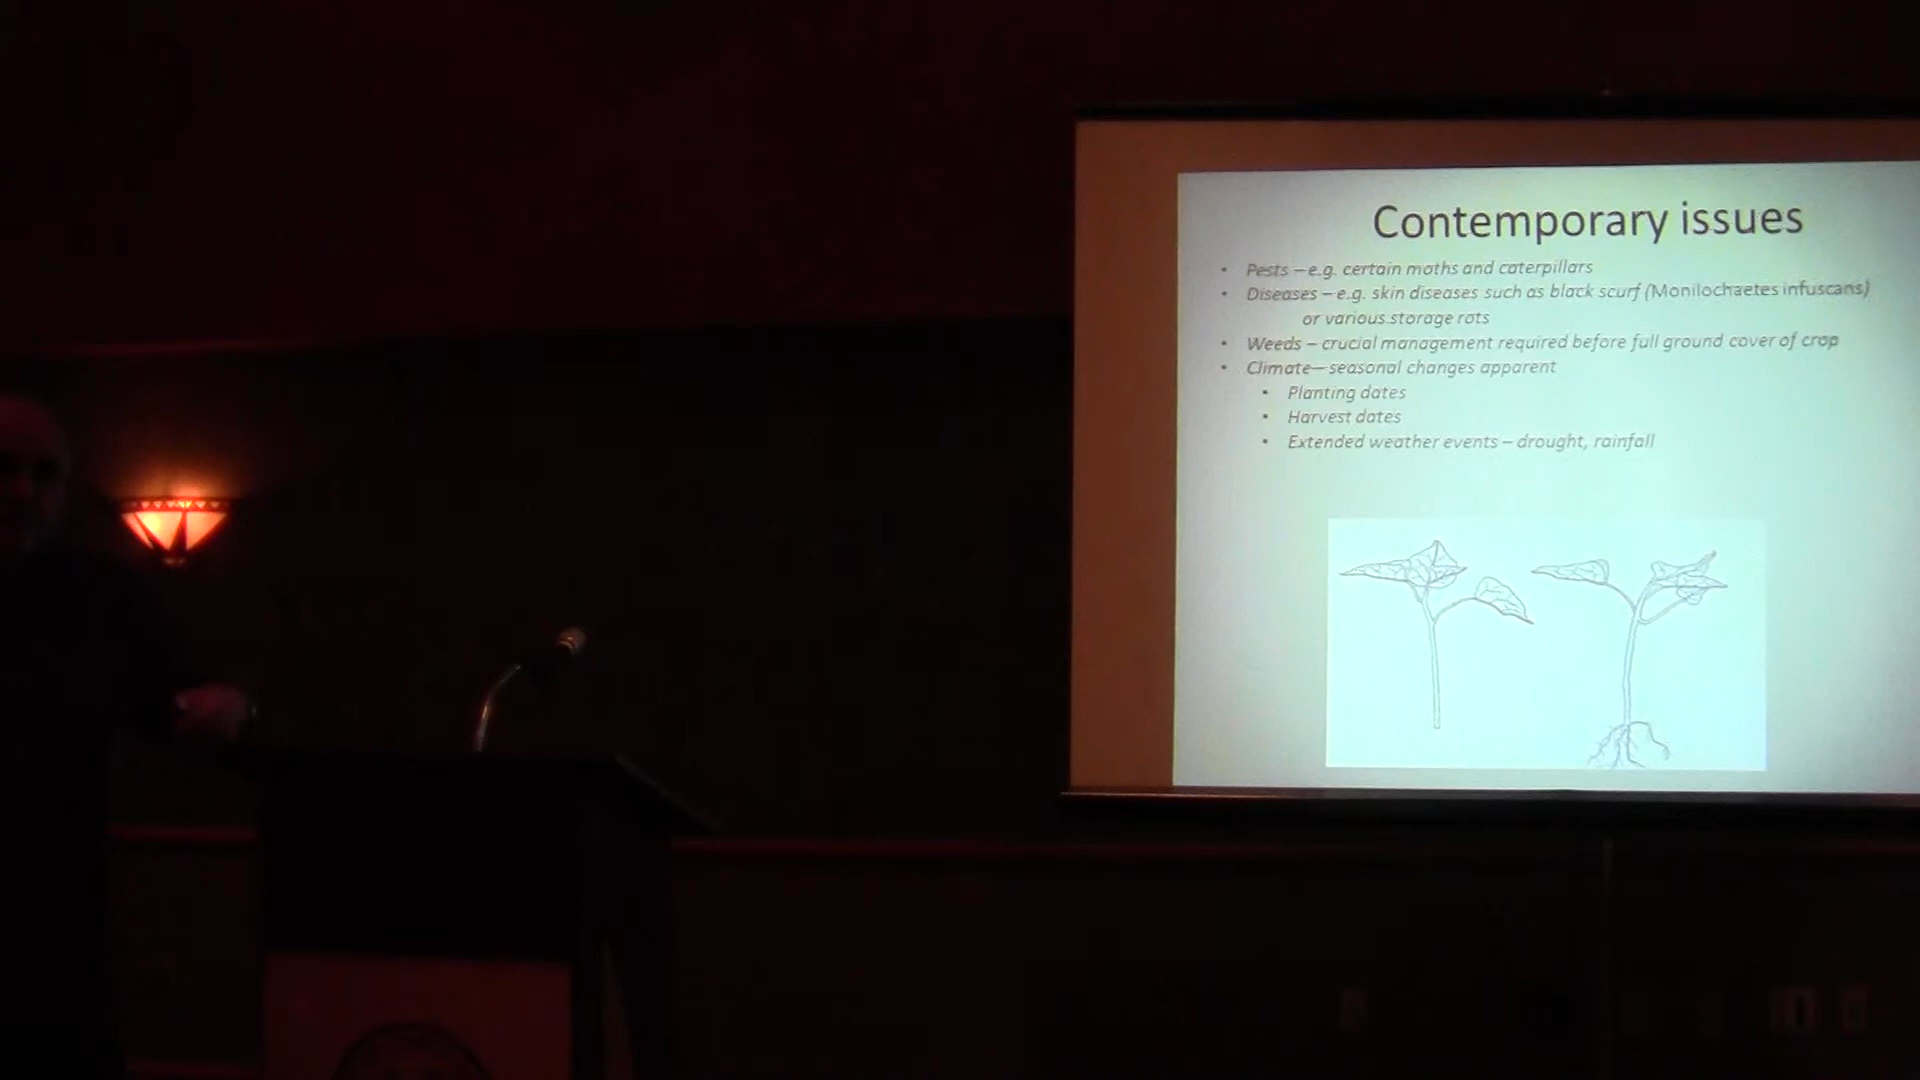 Contemporary issues
• Pests – e.g. certain moths and caterpillars
• Diseases – e.g. skin diseases such as black scurf (Monilochaetes infuscans)
or various storage rots
• Weeds – crucial management required before full ground cover of crop
• Climate – seasonal changes apparent
• Planting dates
• Harvest dates
• Extended weather events – drought, rainfall